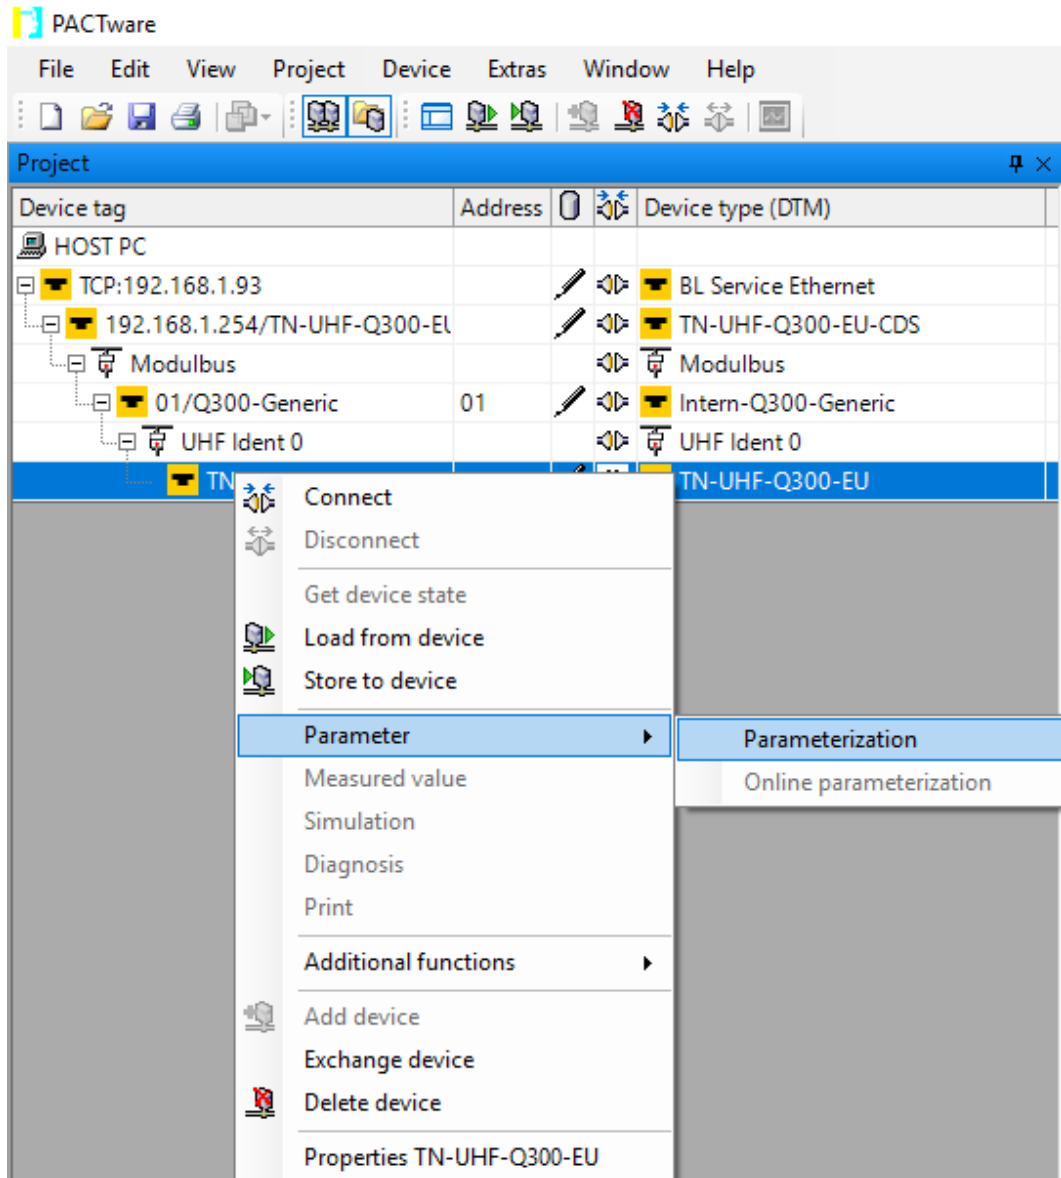 PACTware
File Edit View Project Device Extras Window Help
Project
Device tag Address Device type (DTM)
HOST PC
TCP:192.168.1.93 BL Service Ethernet
192.168.1.254/TN-UHF-Q300-EU TN-UHF-Q300-EU-CDS
Modulbus Modulbus
01/Q300-Generic 01 Intern-Q300-Generic
UHF Ident 0 UHF Ident 0
TN TN-UHF-Q300-EU
Connect
Disconnect
Get device state
Load from device
Store to device
Parameter Parameterization
Measured value Online parameterization
Simulation
Diagnosis
Print
Additional functions
Add device
Exchange device
Delete device
Properties TN-UHF-Q300-EU